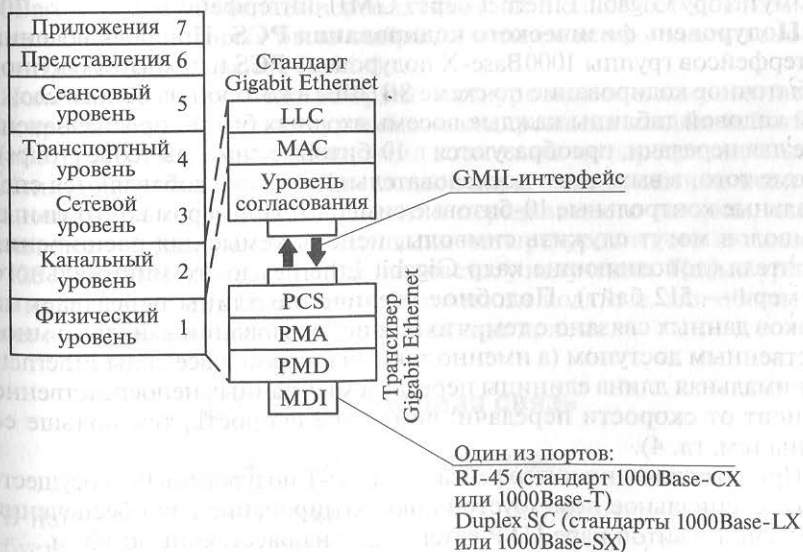 Приложения 7
Представления 6
Сеансовый
уровень 5
Транспортный
уровень 4
Сетевой
уровень 3
Канальный
уровень 2
Физический
уровень 1
Стандарт
Gigabit Ethernet
LLC
MAC
Уровень
согласования
GMII-интерфейс
PCS
PMA
PMD
MDI
Трансивер
Gigabit Ethernet
Один из портов:
RJ-45 (стандарт 1000Base-CX
или 1000Base-T)
Duplex SC (стандарты 1000Base-LX
или 1000Base-SX)